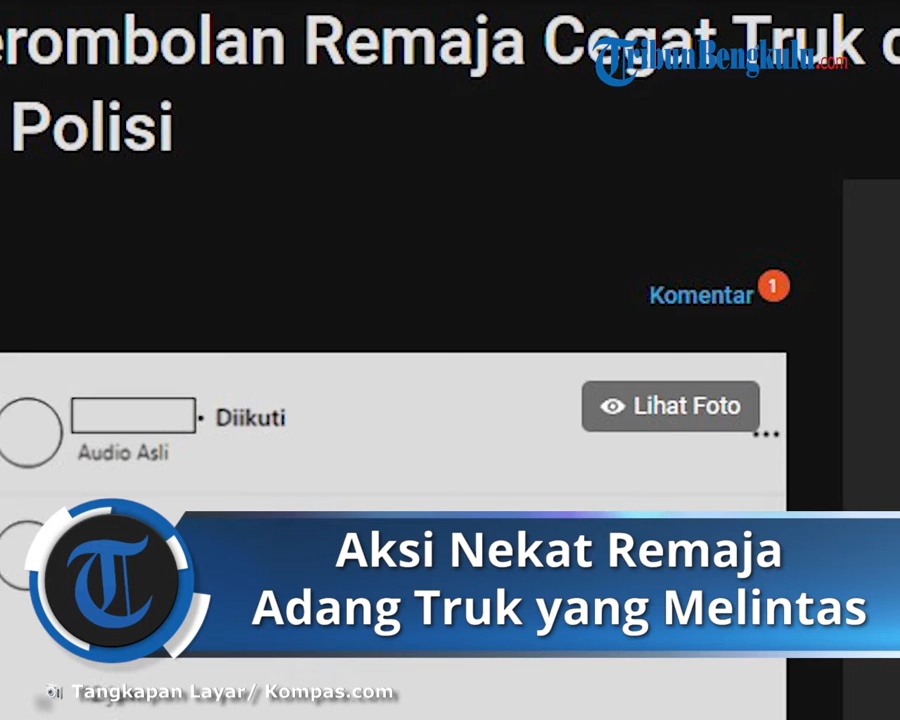 erombolan Remaja Cegat Truk d
Polisi
TribunBengkulu.com
Komentar 1
• Diikuti
Audio Asli
Lihat Foto
...
Aksi Nekat Remaja
Adang Truk yang Melintas
Tangkapan Layar/ Kompas.com